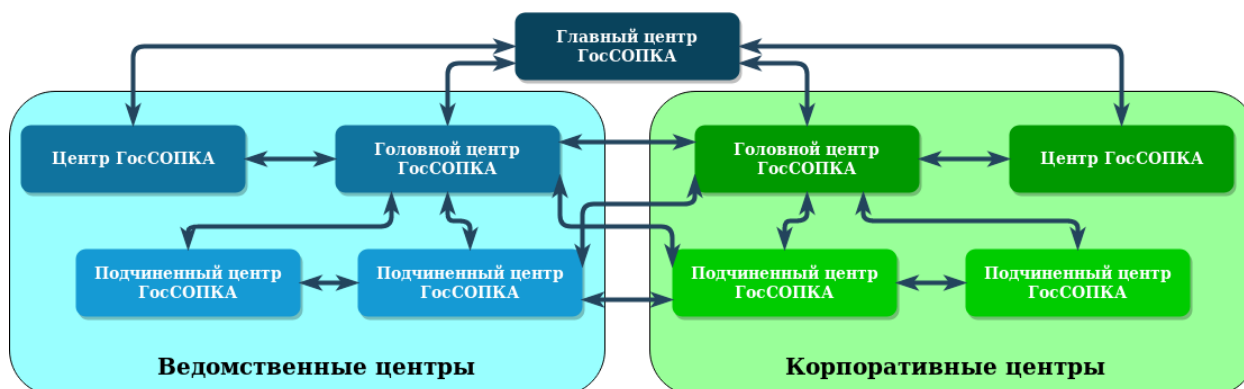 Главный центр
ГосСОПКА
Центр ГосСОПКА
Головной центр
ГосСОПКА
Головной центр
ГосСОПКА
Центр ГосСОПКА
Подчиненный центр
ГосСОПКА
Подчиненный центр
ГосСОПКА
Подчиненный центр
ГосСОПКА
Подчиненный центр
ГосСОПКА
Ведомственные центры
Корпоративные центры